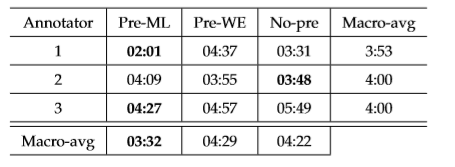 Annotator Pre-ML Pre-WE No-pre Macro-avg
1 02:01 04:37 03:31 3:53
2 04:09 03:55 03:48 4:00
3 04:27 04:57 05:49 4:00
Macro-avg 03:32 04:29 04:22